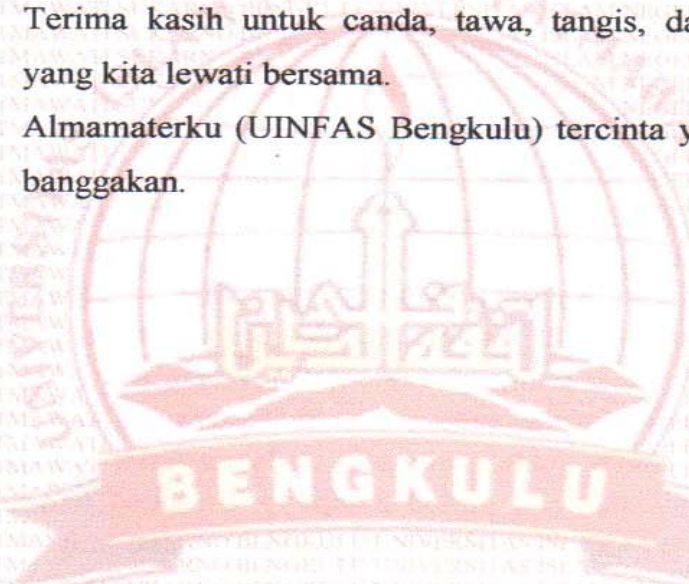 Terima kasih untuk canda, tawa, tangis, da
yang kita lewati bersama.
Almamaterku (UINFAS Bengkulu) tercinta y
banggakan.
BENGKULU